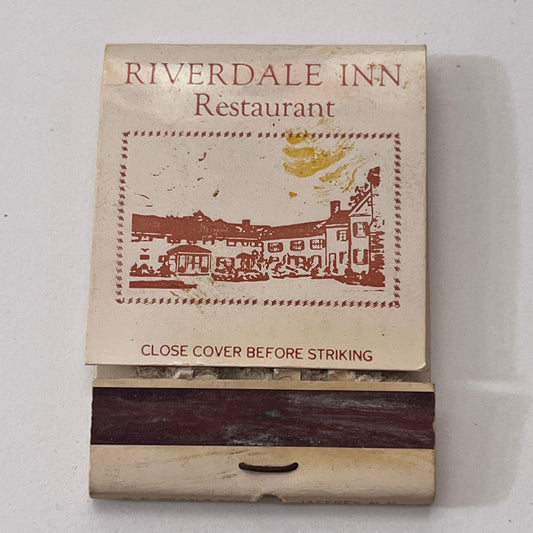 RIVERDALE INN
Restaurant
CLOSE COVER BEFORE STRIKING